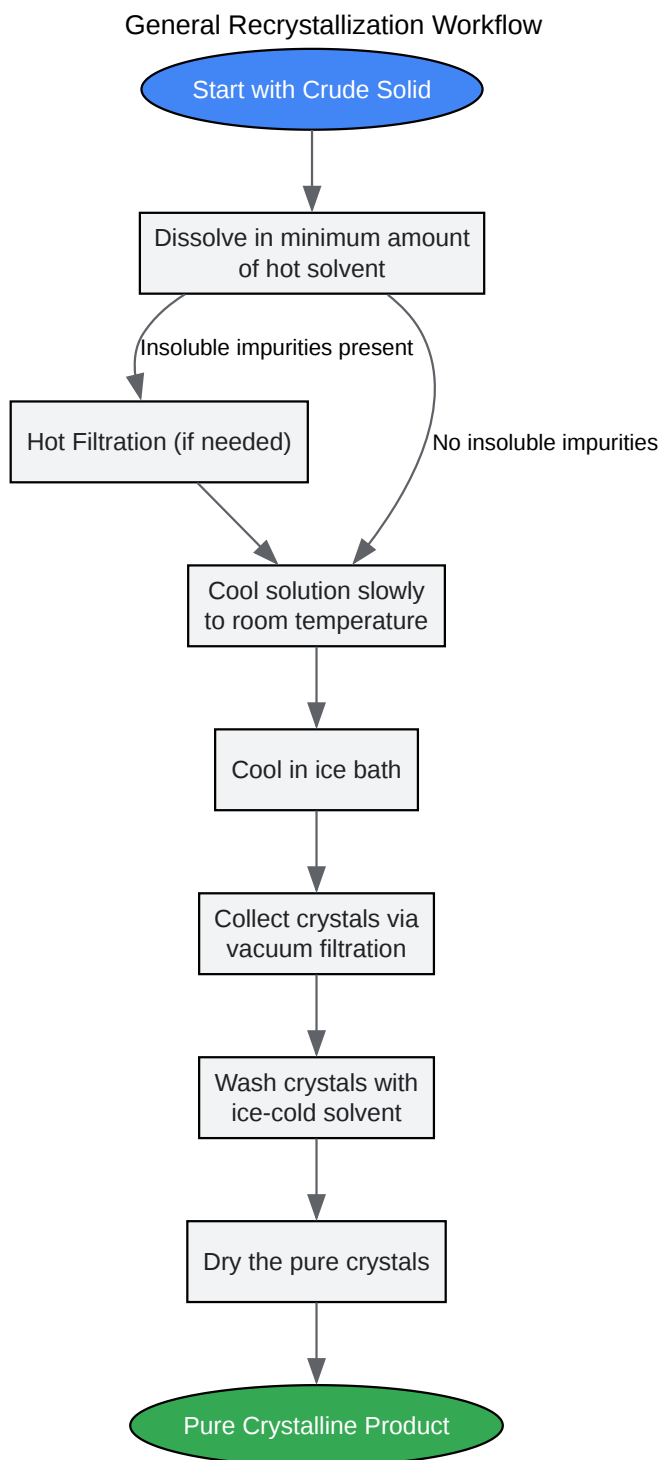 General Recrystallization Workflow
Start with Crude Solid
Dissolve in minimum amount
of hot solvent
Insoluble impurities present
Hot Filtration (if needed)
No insoluble impurities
Cool solution slowly
to room temperature
Cool in ice bath
Collect crystals via
vacuum filtration
Wash crystals with
ice-cold solvent
Dry the pure crystals
Pure Crystalline Product